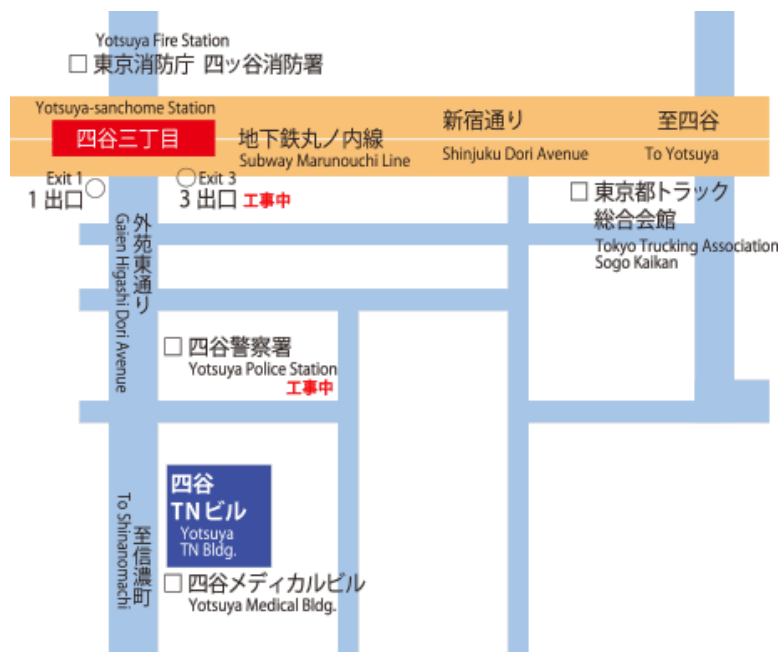 Yotsuya Fire Station
東京消防庁 四ッ谷消防署
Yotsuya-sanchome Station
四谷三丁目
地下鉄丸ノ内線
Subway Marunouchi Line
新宿通り
Shinjuku Dori Avenue
至四谷
To Yotsuya
Exit 1
1 出口
Exit 3
3 出口 工事中
東京都トラック
総合会館
Tokyo Trucking Association
Sogo Kaikan
外苑東通り
Gaien Higashi Dori Avenue
四谷警察署
Yotsuya Police Station
工事中
四谷
TNビル
Yotsuya
TN Bldg.
至信濃町
To Shinanomachi
四谷メディカルビル
Yotsuya Medical Bldg.